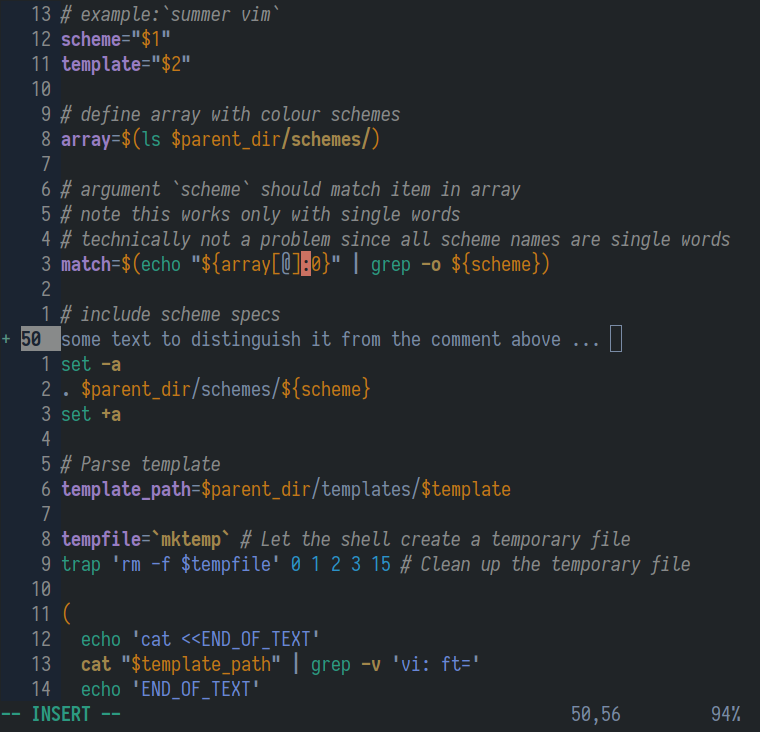 13 # example:`summer vim`
12 scheme="$1"
11 template="$2"
10
9 # define array with colour schemes
8 array=$(ls $parent_dir/schemes/)
7
6 # argument `scheme` should match item in array
5 # note this works only with single words
4 # technically not a problem since all scheme names are single words
3 match=$(echo "${array[@]:0}" | grep -o ${scheme})
2
1 # include scheme specs
+ 50 some text to distinguish it from the comment above ...
1 set -a
2 . $parent_dir/schemes/${scheme}
3 set +a
4
5 # Parse template
6 template_path=$parent_dir/templates/$template
7
8 tempfile=`mktemp` # Let the shell create a temporary file
9 trap 'rm -f $tempfile' 0 1 2 3 15 # Clean up the temporary file
10
11 (
12 echo 'cat <<END_OF_TEXT'
13 cat "$template_path" | grep -v 'vi: ft='
14 echo 'END_OF_TEXT'
-- INSERT -- 50,56 94%